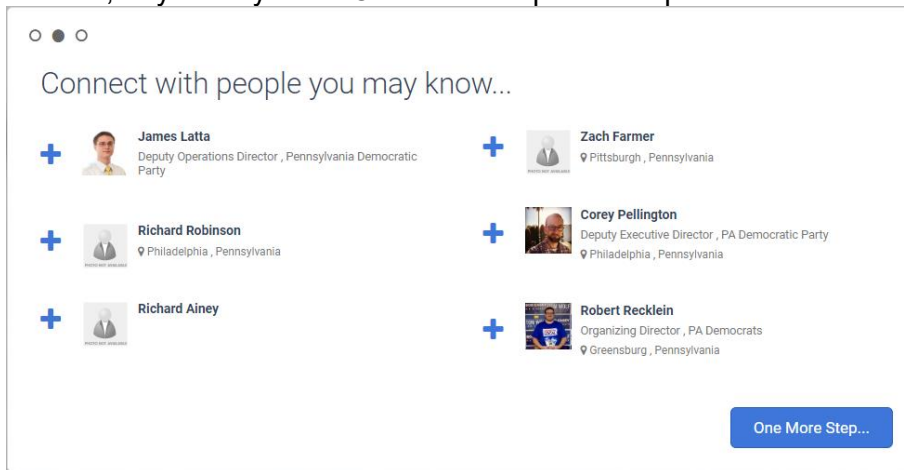 Connect with people you may know...
James Latta
Deputy Operations Director , Pennsylvania Democratic
Party
Richard Robinson
Philadelphia , Pennsylvania
Richard Ainey
Zach Farmer
Pittsburgh , Pennsylvania
Corey Pellington
Deputy Executive Director , PA Democratic Party
Philadelphia , Pennsylvania
Robert Recklein
Organizing Director , PA Democrats
Greensburg , Pennsylvania
One More Step...